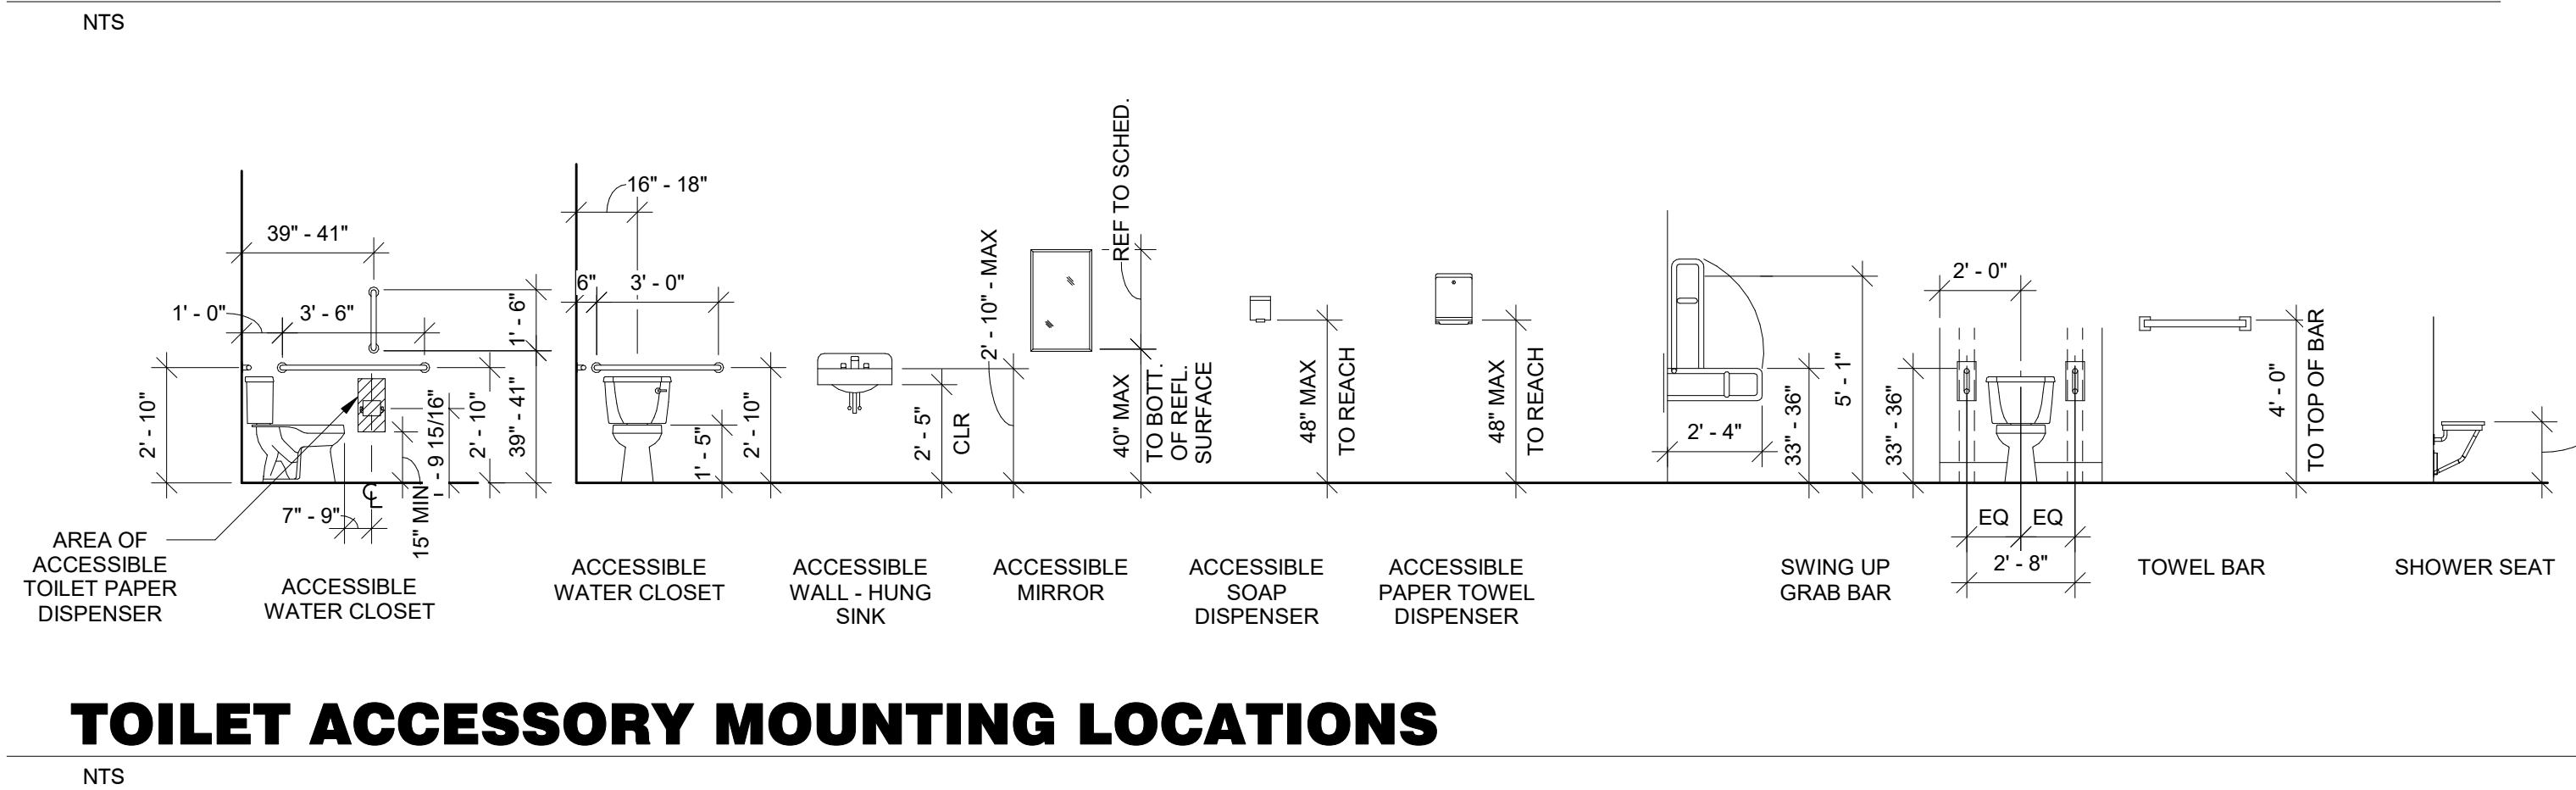 NTS
39" - 41"
1' - 0"
3' - 6"
1' - 6"
2' - 10"
15" MIN
- 9 15/16"
2' - 10"
39" - 41"
7" - 9"
AREA OF
ACCESSIBLE
TOILET PAPER
DISPENSER
ACCESSIBLE
WATER CLOSET
16" - 18"
6"
3' - 0"
1' - 5"
2' - 10"
ACCESSIBLE
WATER CLOSET
2' - 5"
CLR
2' - 10" - MAX
ACCESSIBLE
WALL - HUNG
SINK
REF TO SCHED.
40" MAX
TO BOTT.
OF REFL.
SURFACE
ACCESSIBLE
MIRROR
48" MAX
TO REACH
ACCESSIBLE
SOAP
DISPENSER
48" MAX
TO REACH
ACCESSIBLE
PAPER TOWEL
DISPENSER
2' - 4"
33" - 36"
5' - 1"
SWING UP
GRAB BAR
33" - 36"
2' - 0"
EQ EQ
2' - 8"
4' - 0"
TO TOP OF BAR
TOWEL BAR
SHOWER SEAT
TOILET ACCESSORY MOUNTING LOCATIONS
NTS